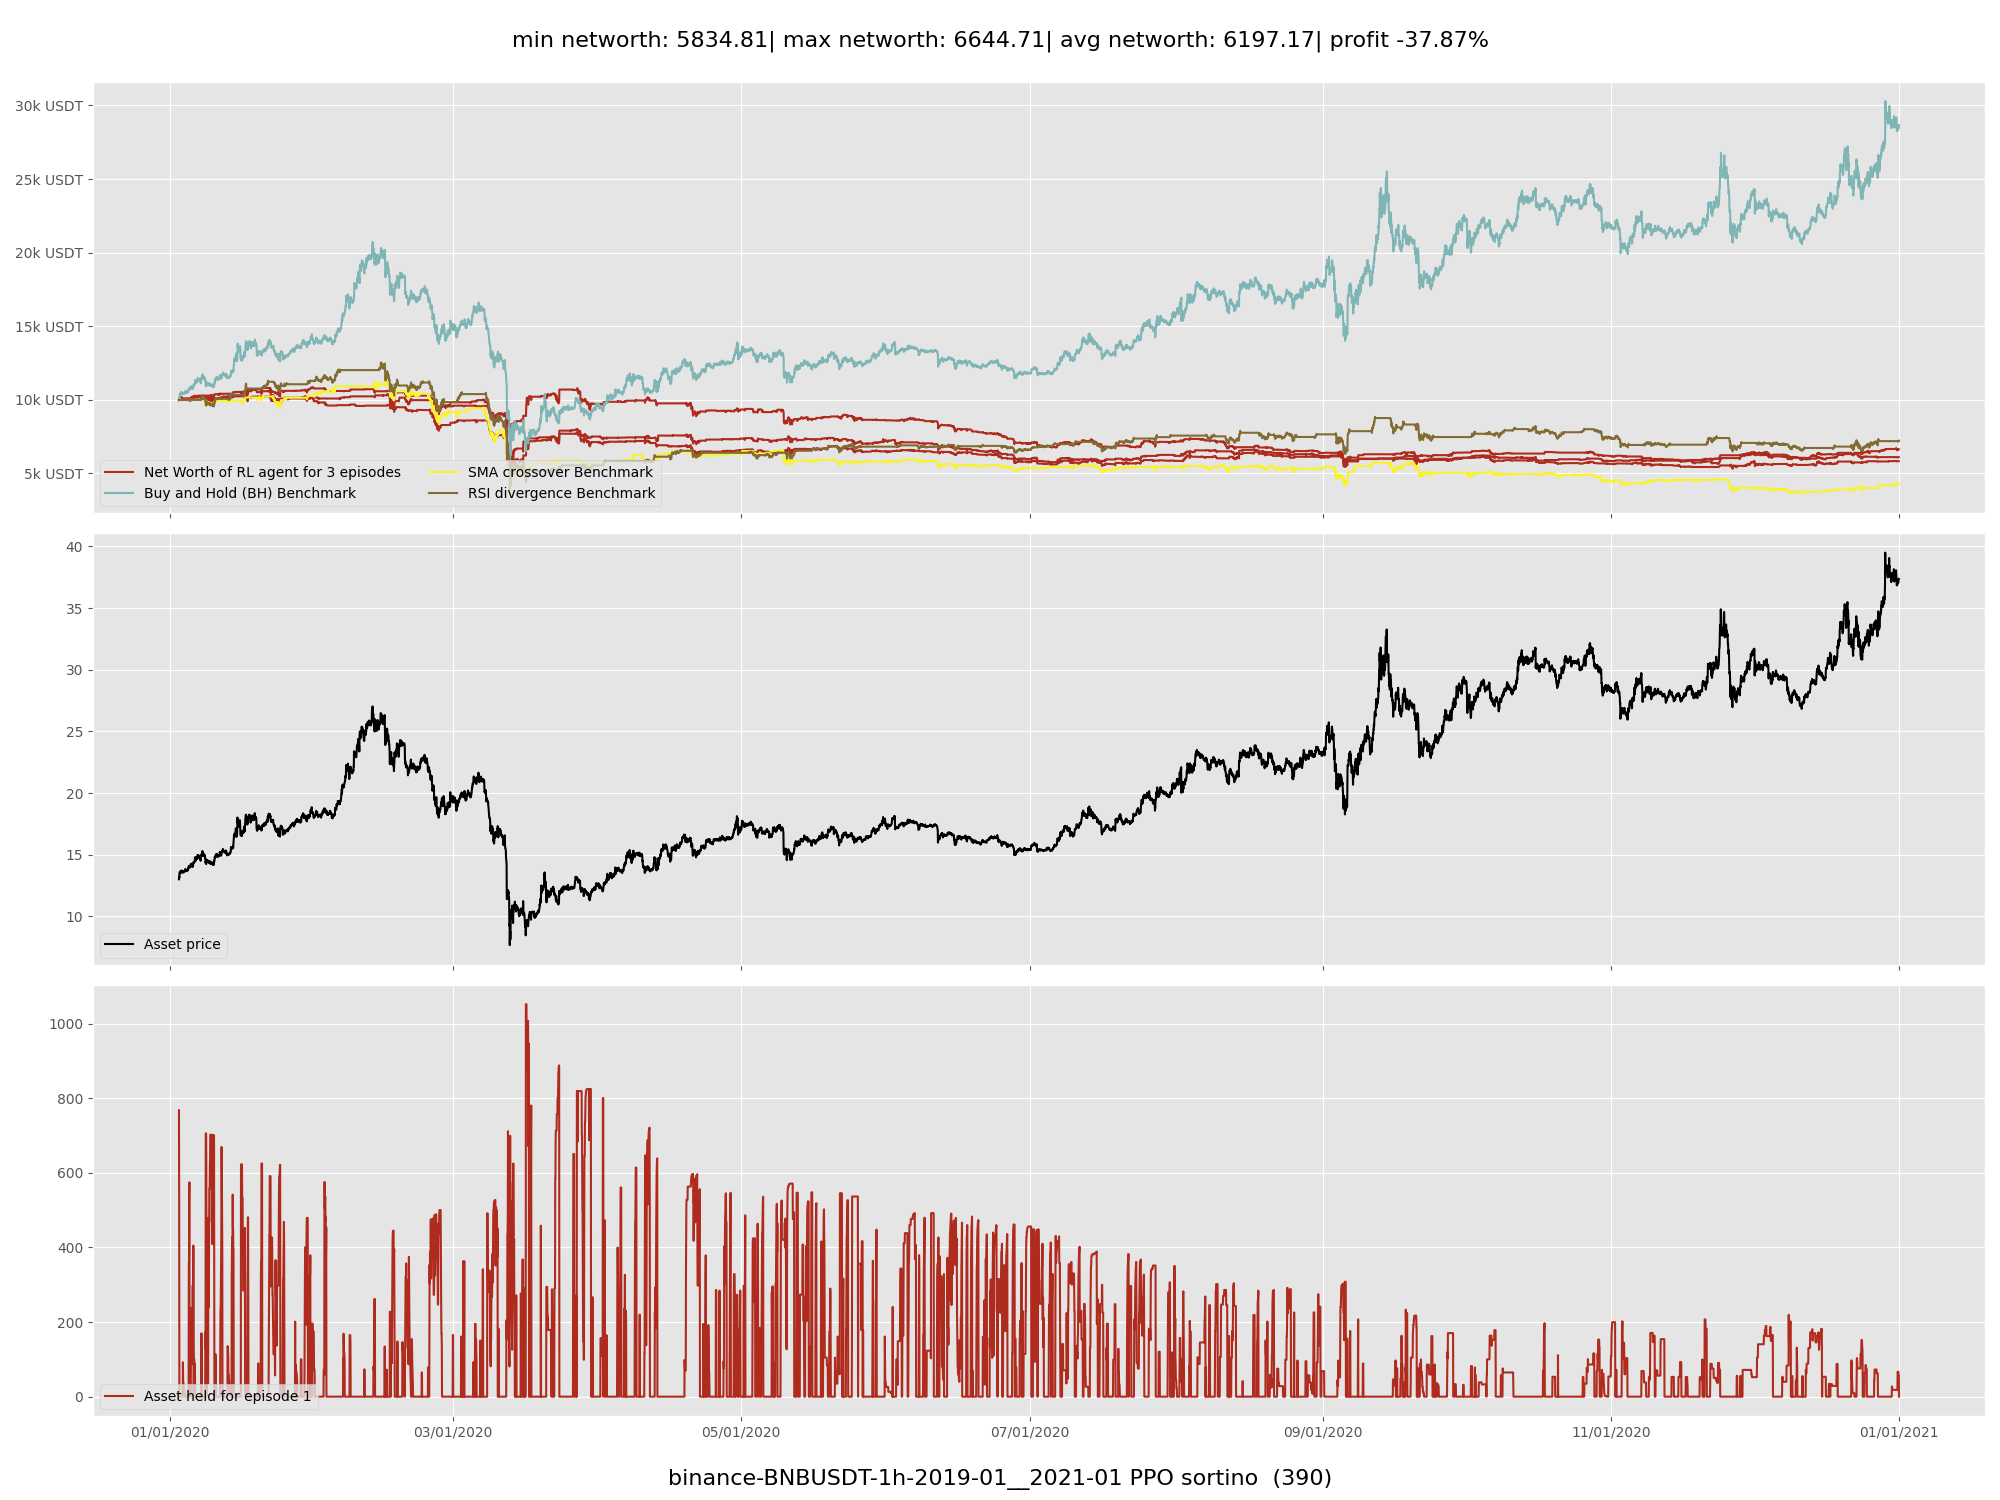 min networth: 5834.81| max networth: 6644.71| avg networth: 6197.17| profit -37.87%
30k USDT
25k USDT
20k USDT
15k USDT
10k USDT
5k USDT
Net Worth of RL agent for 3 episodes
Buy and Hold (BH) Benchmark
SMA crossover Benchmark
RSI divergence Benchmark
40
35
30
25
20
15
10
Asset price
1000
800
600
400
200
0
Asset held for episode 1
01/01/2020 03/01/2020 05/01/2020 07/01/2020 09/01/2020 11/01/2020 01/01/2021
binance-BNBUSDT-1h-2019-01__2021-01 PPO sortino (390)